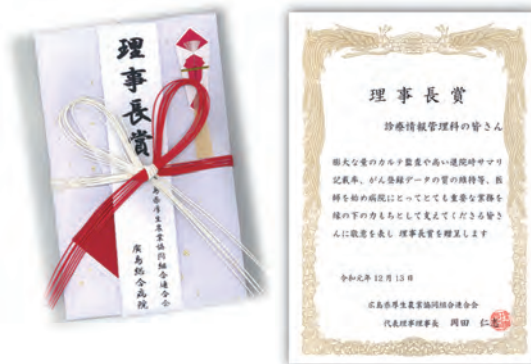 理事長賞
広島県厚生農業協同組合連合会
廣島総合病院
理事長賞
診療情報管理科の皆さん
膨大な量のカルテ監査や高い退院時サマリ
記載率、がん登録データの質の維持等、医
師を始め病院にとってとても重要な業務を
縁の下の力もちとして支えてくださる皆さ
んに敬意を表し 理事長賞を贈呈します
令和元年12月13日
広島県厚生農業協同組合連合会
代表理事理事長 岡田 仁志